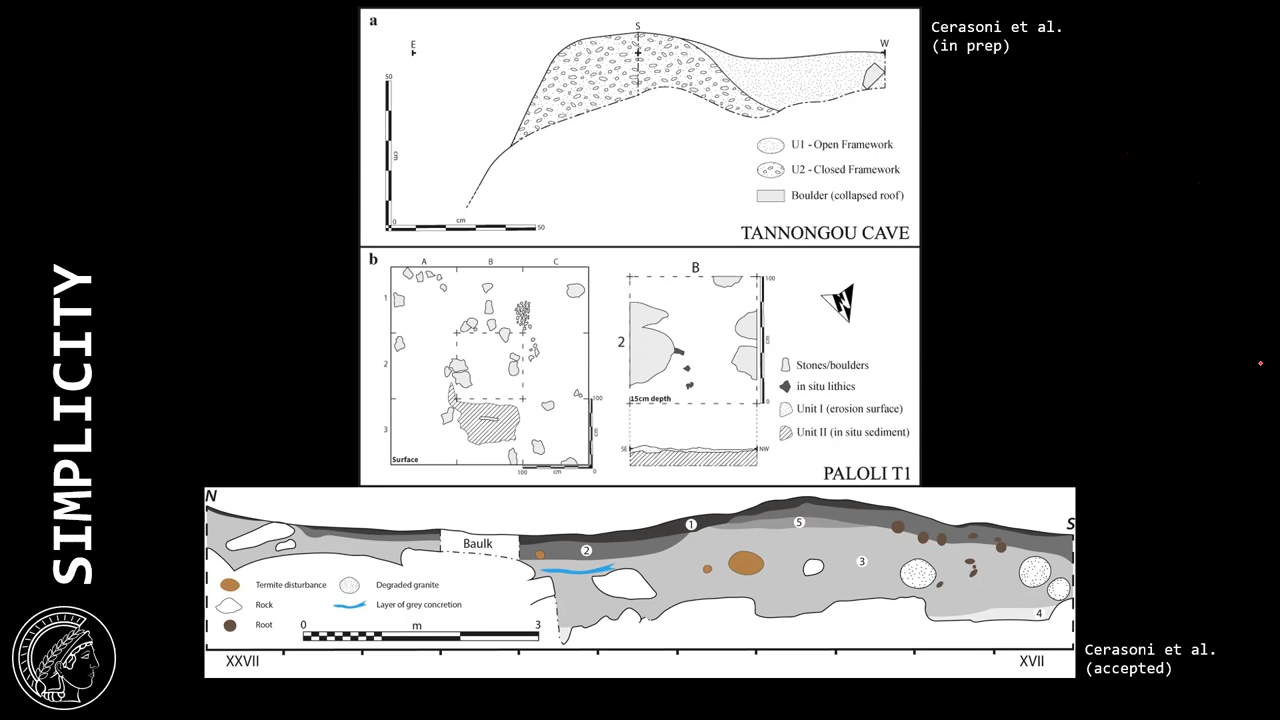 SIMPLICITY
Cerasoni et al.
(in prep)
a
E
S
W
50
cm
0
cm
50
U1 - Open Framework
U2 - Closed Framework
Boulder (collapsed roof)
TANNONGOU CAVE
b
A
B
C
1
2
3
Surface
100
cm
0
100
cm
B
2
100
cm
0
15cm depth
SE
NW
N
Stones/boulders
in situ lithics
Unit I (erosion surface)
Unit II (in situ sediment)
PALOLI T1
N
S
Baulk
1
2
3
4
5
Termite disturbance
Degraded granite
Rock
Layer of grey concretion
Root
0
m
3
XXVII
XVII
Cerasoni et al.
(accepted)